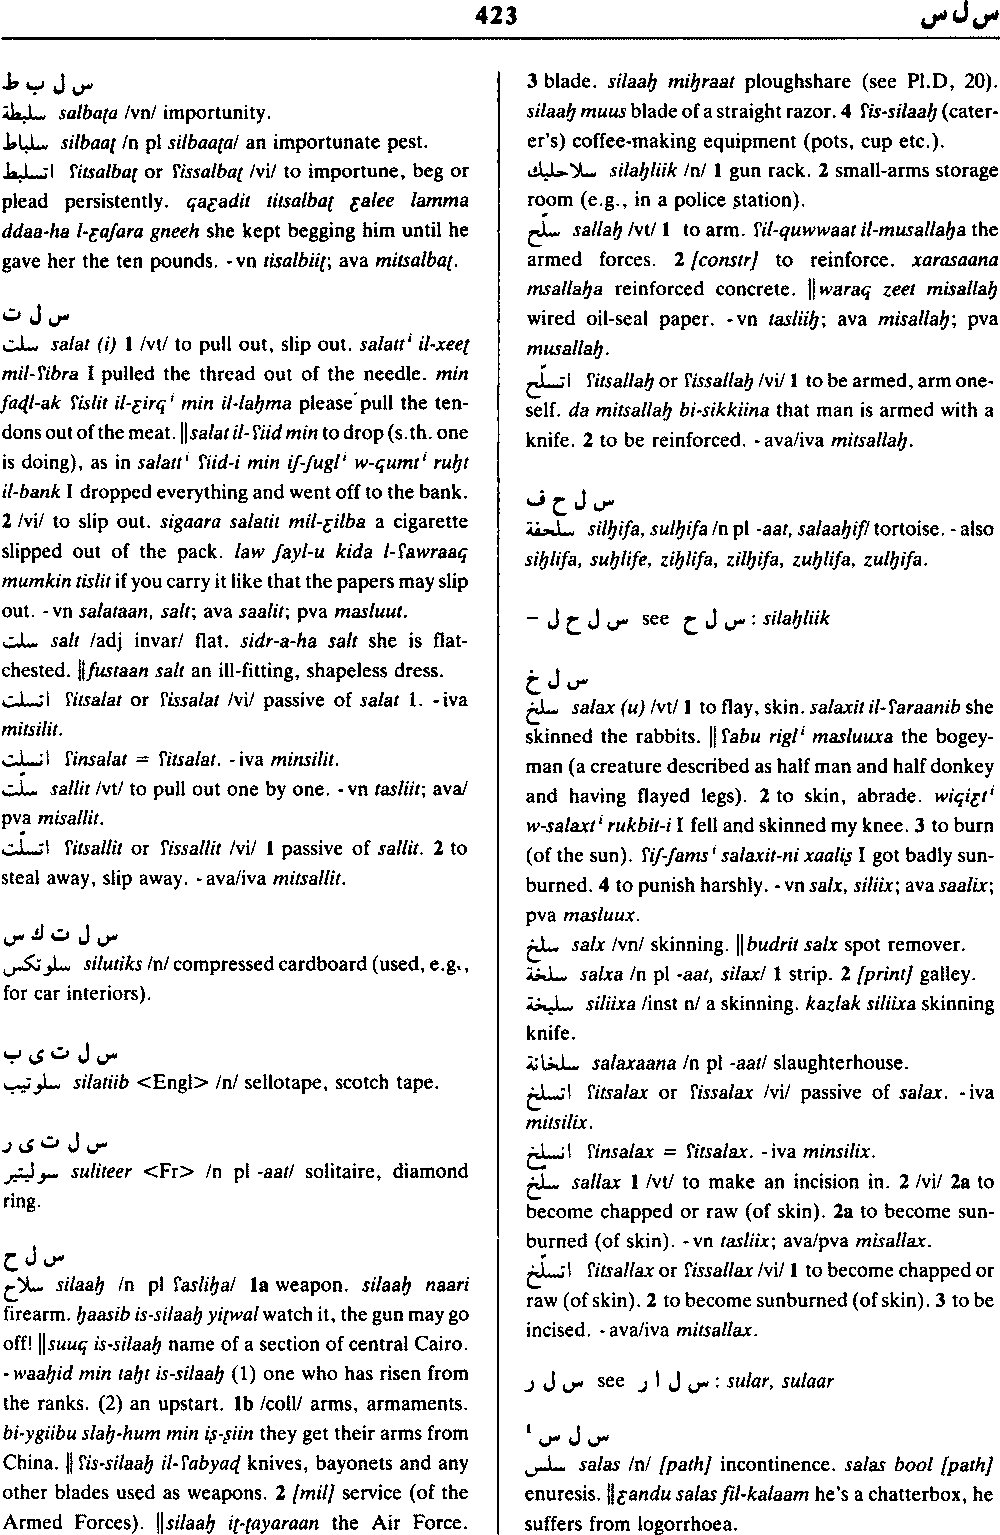 423
س ل س
س ل ب ط
سلبطة salbaṭa /vn/ importunity.
سلباط silbaaṭ /n pl silbaaṭa/ an importunate pest.
اتسلبط ʕitsalbaṭ or ʕissalbaṭ /vi/ to importune, beg or
plead persistently. qaɛadit titsalbaṭ ɛalee lamma
ddaa-ha l-ɛaʃara gneeh she kept begging him until he
gave her the ten pounds. -vn tisalbiiṭ; ava mitsalbaṭ.
س ل ت
سلت salat (i) 1 /vt/ to pull out, slip out. salattⁱ il-xeeṭ
mil-ʕibra I pulled the thread out of the needle. min
faḍl-ak ʕislit il-ɛirqⁱ min il-laḥma please pull the ten-
dons out of the meat. ‖salat il-ʕiid min to drop (s.th. one
is doing), as in salattⁱ ʕiid-i min iʃ-ʃuɣlⁱ w-qumtⁱ ruḥt
il-bank I dropped everything and went off to the bank.
2 /vi/ to slip out. sigaara salatit mil-ɛilba a cigarette
slipped out of the pack. law ʃayl-u kida l-ʕawraaq
mumkin tislit if you carry it like that the papers may slip
out. -vn salataan, salt; ava saalit; pva masluut.
سلت salt /adj invar/ flat. sidr-a-ha salt she is flat-
chested. ‖fustaan salt an ill-fitting, shapeless dress.
اتسلت ʕitsalat or ʕissalat /vi/ passive of salat 1. -iva
mitsilit.
انسلت ʕinsalat = ʕitsalat. -iva minsilit.
سلّت sallit /vt/ to pull out one by one. -vn tasliit; ava/
pva misallit.
اتسلّت ʕitsallit or ʕissallit /vi/ 1 passive of sallit. 2 to
steal away, slip away. -ava/iva mitsallit.
س ل ت ك س
سلوتكس silutiks /n/ compressed cardboard (used, e.g.,
for car interiors).
س ل ت ى ب
سلوتيب silatiib <Engl> /n/ sellotape, scotch tape.
س ل ت ى ر
سوليتير suliteer <Fr> /n pl -aat/ solitaire, diamond
ring.
س ل ح
سلاح silaaḥ /n pl ʕasliḥa/ 1a weapon. silaaḥ naari
firearm. ḥaasib is-silaaḥ yiṭwal watch it, the gun may go
off! ‖suuq is-silaaḥ name of a section of central Cairo.
-waaḥid min taḥt is-silaaḥ (1) one who has risen from
the ranks. (2) an upstart. 1b /coll/ arms, armaments.
bi-ygiibu slaḥ-hum min iṣ-ṣiin they get their arms from
China. ‖ ʕis-silaaḥ il-ʕabyaḍ knives, bayonets and any
other blades used as weapons. 2 [mil] service (of the
Armed Forces). ‖silaaḥ iṭ-ṭayaraan the Air Force.
3 blade. silaaḥ miḥraat ploughshare (see Pl.D, 20).
silaaḥ muus blade of a straight razor. 4 ʕis-silaaḥ (cater-
er's) coffee-making equipment (pots, cup etc.).
سلاحليك silaḥliik /n/ 1 gun rack. 2 small-arms storage
room (e.g., in a police station).
سلّح sallaḥ /vt/ 1 to arm. ʕil-quwwaat il-musallaḥa the
armed forces. 2 [constr] to reinforce. xarasaana
msallaḥa reinforced concrete. ‖waraq zeet misallaḥ
wired oil-seal paper. -vn tasliiḥ; ava misallaḥ; pva
musallaḥ.
اتسلّح ʕitsallaḥ or ʕissallaḥ /vi/ 1 to be armed, arm one-
self. da mitsallaḥ bi-sikkiina that man is armed with a
knife. 2 to be reinforced. -ava/iva mitsallaḥ.
س ل ح ف
سلحفة silḥifa, sulḥifa /n pl -aat, salaaḥif/ tortoise. -also
siḥlifa, suḥlife, ziḥlifa, zilḥifa, zuḥlifa, zulḥifa.
س ل ح ل – see س ل ح : silaḥliik
س ل خ
سلخ salax (u) /vt/ 1 to flay, skin. salaxit il-ʕaraanib she
skinned the rabbits. ‖ ʕabu riglⁱ masluuxa the bogey-
man (a creature described as half man and half donkey
and having flayed legs). 2 to skin, abrade. wiqiɛtⁱ
w-salaxtⁱ rukbit-i I fell and skinned my knee. 3 to burn
(of the sun). ʕiʃ-ʃamsⁱ salaxit-ni xaaliṣ I got badly sun-
burned. 4 to punish harshly. -vn salx, siliix; ava saalix;
pva masluux.
سلخ salx /vn/ skinning. ‖budrit salx spot remover.
سلخة salxa /n pl -aat, silax/ 1 strip. 2 [print] galley.
سليخة siliixa /inst n/ a skinning. kazlak siliixa skinning
knife.
سلخانة salaxaana /n pl -aat/ slaughterhouse.
اتسلخ ʕitsalax or ʕissalax /vi/ passive of salax. -iva
mitsilix.
انسلخ ʕinsalax = ʕitsalax. -iva minsilix.
سلّخ sallax 1 /vt/ to make an incision in. 2 /vi/ 2a to
become chapped or raw (of skin). 2a to become sun-
burned (of skin). -vn tasliix; ava/pva misallax.
اتسلّخ ʕitsallax or ʕissallax /vi/ 1 to become chapped or
raw (of skin). 2 to become sunburned (of skin). 3 to be
incised. -ava/iva mitsallax.
س ل ر see س ل ا ر : sular, sulaar
س ل س ¹
سلس salas /n/ [path] incontinence. salas bool [path]
enuresis. ‖ɛandu salas fil-kalaam he's a chatterbox, he
suffers from logorrhoea.